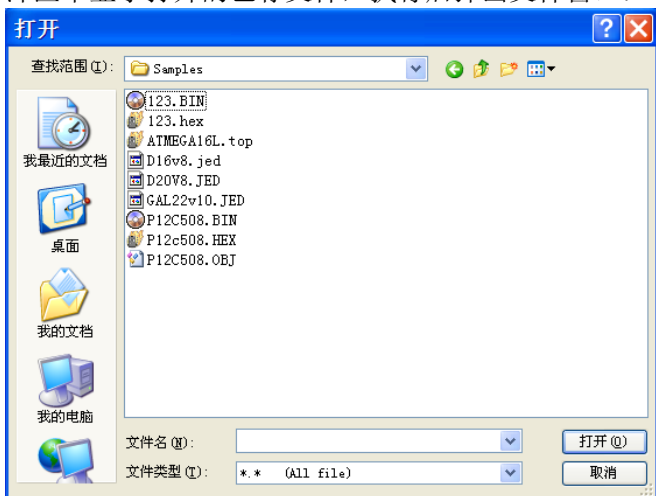 打开
查找范围(I):
Samples
123.BIN
123.hex
ATMEGA16L.top
D16v8.jed
D20V8.JED
GAL22v10.JED
P12C508.BIN
P12c508.HEX
P12C508.OBJ
我最近的文档
桌面
我的文档
我的电脑
文件名(N):
打开(O)
文件类型(T):
*.* (All file)
取消